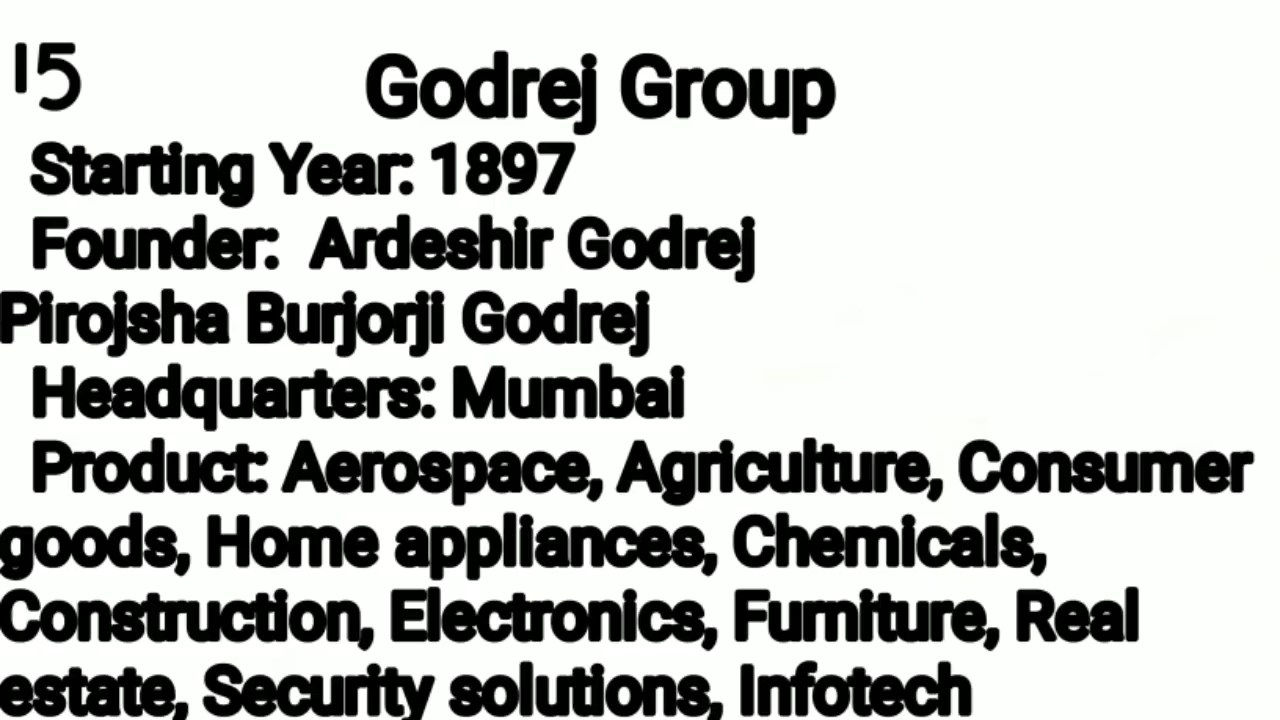 15
Godrej Group
Starting Year: 1897
Founder: Ardeshir Godrej
Pirojsha Burjorji Godrej
Headquarters: Mumbai
Product: Aerospace, Agriculture, Consumer
goods, Home appliances, Chemicals,
Construction, Electronics, Furniture, Real
estate, Security solutions, Infotech